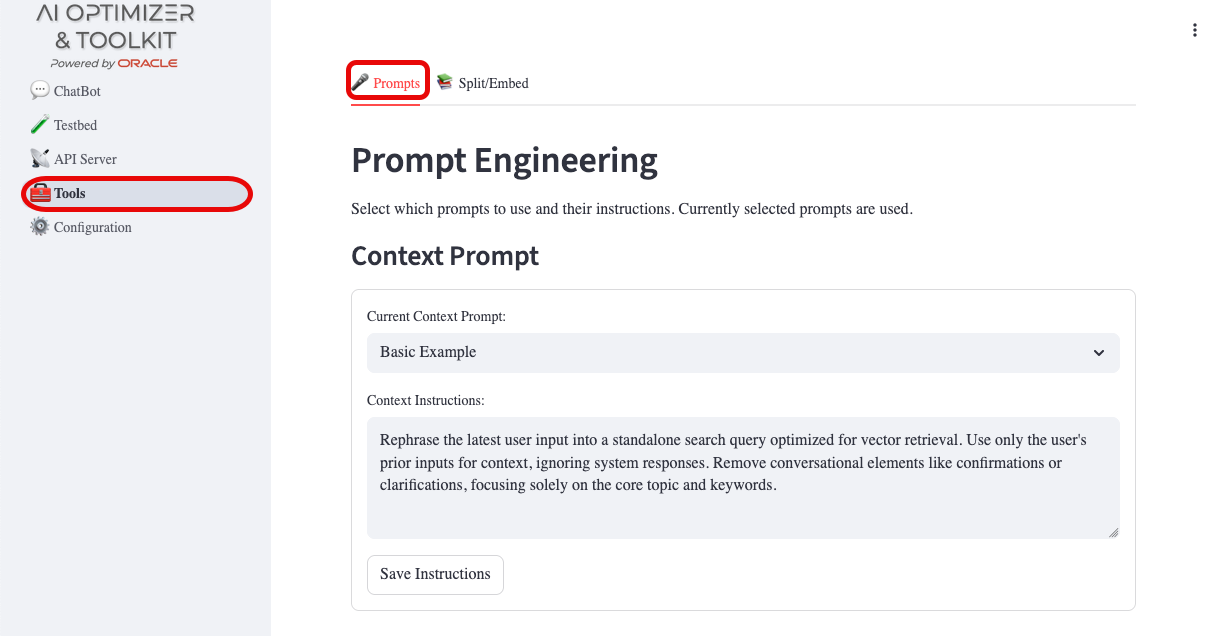 AI OPTIMIZER
& TOOLKIT
Powered by ORACLE
ChatBot
Testbed
API Server
Tools
Configuration
Prompts
Split/Embed
Prompt Engineering
Select which prompts to use and their instructions. Currently selected prompts are used.
Context Prompt
Current Context Prompt:
Basic Example
Context Instructions:
Rephrase the latest user input into a standalone search query optimized for vector retrieval. Use only the user's
prior inputs for context, ignoring system responses. Remove conversational elements like confirmations or
clarifications, focusing solely on the core topic and keywords.
Save Instructions